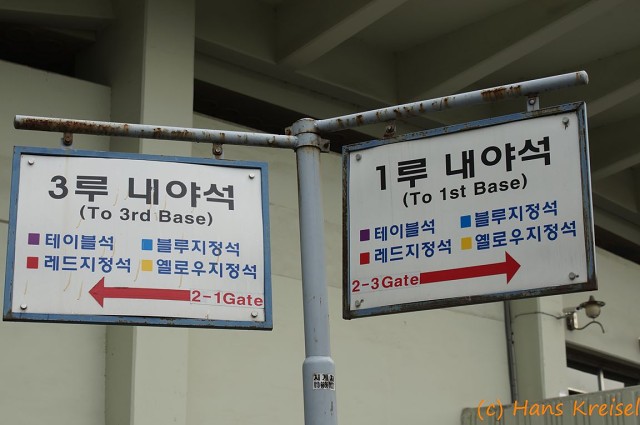 3루 내야석
(To 3rd Base)
테이블석 블루지정석
레드지정석 옐로우지정석
2-1Gate
1루 내야석
(To 1st Base)
테이블석 블루지정석
레드지정석 옐로우지정석
2-3Gate
(c) Hans Kreisel